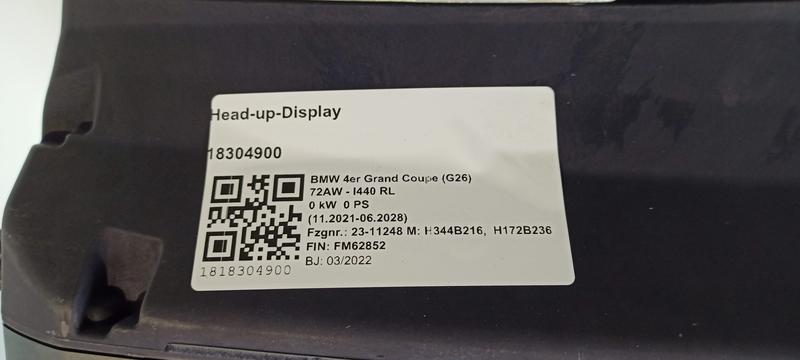 Head-up-Display
18304900
BMW 4er Grand Coupe (G26)
72AW - I440 RL
0 kW 0 PS
(11.2021-06.2028)
Fzgnr.: 23-11248 M: H344B216, H172B236
FIN: FM62852
BJ: 03/2022
1818304900